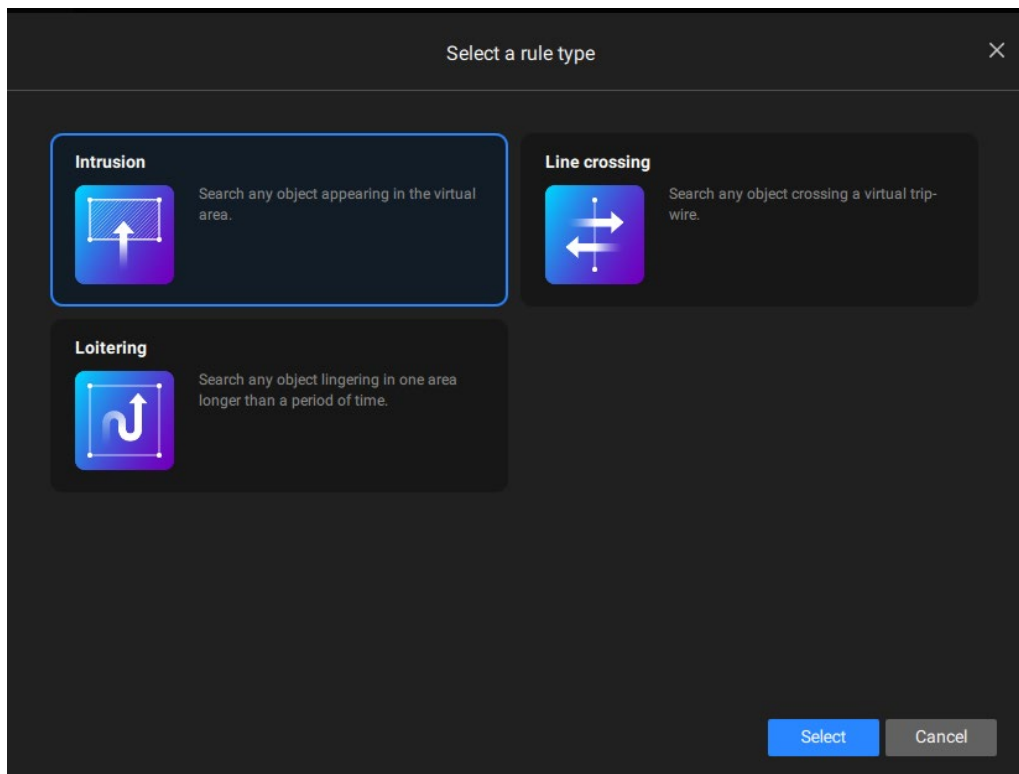 Select a rule type
Intrusion
Search any object appearing in the virtual
area.
Line crossing
Search any object crossing a virtual trip-
wire.
Loitering
Search any object lingering in one area
longer than a period of time.
Select
Cancel